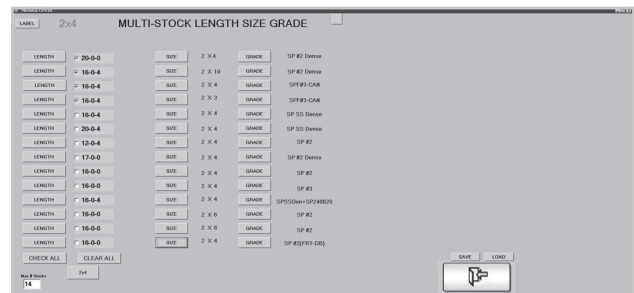 LABEL 2x4 MULTI-STOCK LENGTH SIZE GRADE
LENGTH 20-0-0 SIZE 2 X 4 GRADE SP #2 Dense
LENGTH 16-0-4 SIZE 2 X 10 GRADE SP #2 Dense
LENGTH 16-0-4 SIZE 2 X 4 GRADE SPF#3-CAN
LENGTH 16-0-4 SIZE 2 X 3 GRADE SPF#3-CAN
LENGTH 16-0-4 SIZE 2 X 4 GRADE SP SS Dense
LENGTH 20-0-4 SIZE 2 X 4 GRADE SP SS Dense
LENGTH 12-0-4 SIZE 2 X 4 GRADE SP #2
LENGTH 17-0-0 SIZE 2 X 4 GRADE SP #2 Dense
LENGTH 16-0-0 SIZE 2 X 4 GRADE SP #2
LENGTH 16-0-0 SIZE 2 X 4 GRADE SP #3
LENGTH 16-0-4 SIZE 2 X 4 GRADE SPSSDen+SP240020
LENGTH 16-0-0 SIZE 2 X 6 GRADE SP #2
LENGTH 16-0-0 SIZE 2 X 8 GRADE SP #2
LENGTH 16-0-0 SIZE 2 X 4 GRADE SP #2(FRT-DB)
CHECK ALL CLEAR ALL SAVE LOAD
Max # Stocks 2x4
14